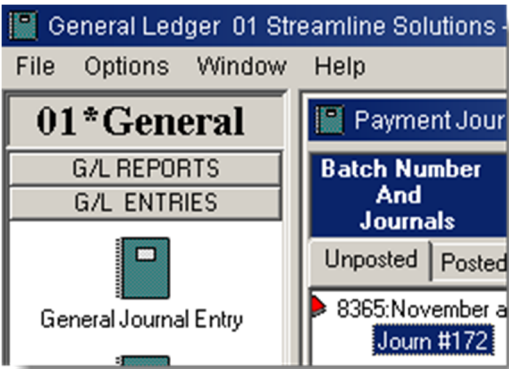 General Ledger 01 Streamline Solutions -
File Options Window Help
01*General
G/L REPORTS
G/L ENTRIES
General Journal Entry
Payment Jour
Batch Number
And
Journals
Unposted Posted
8365:November a
Journ #172